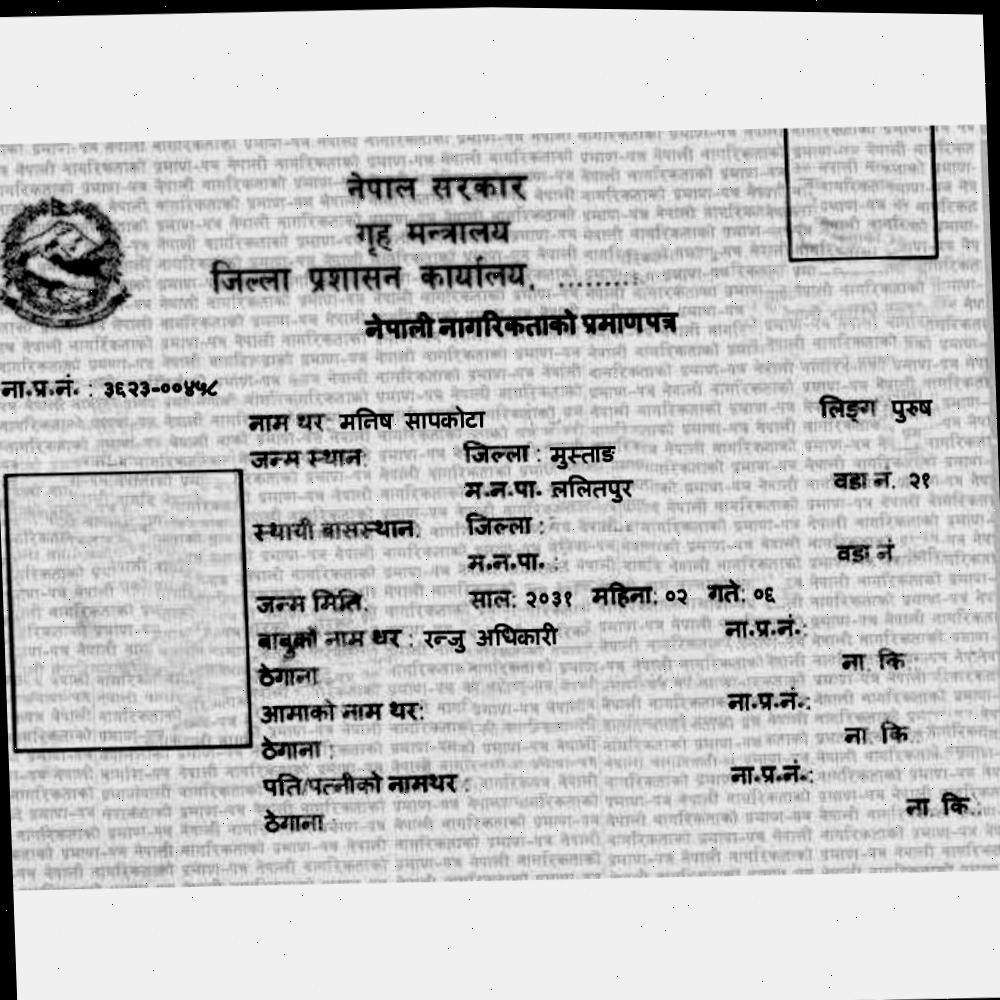 नेपाल सरकार
गृह मन्त्रालय
जिल्ला प्रशासन कार्यालय, .........
नेपाली नागरिकताको प्रमाणपत्र
ना.प्र.नं. : ३६२३-००४५८
नाम थर: मनिष सापकोटा लिङ्ग पुरुष
जन्म स्थान: जिल्ला : मुस्ताङ
म.न.पा. ललितपुर वडा नं. २१
स्थायी बासस्थान: जिल्ला :
म.न.पा. : वडा नं
जन्म मिति: साल: २०३१ महिना: ०२ गते: ०६
बाबुको नाम थर : रन्जु अधिकारी ना.प्र.नं.:
ठेगाना ना. कि.:
आमाको नाम थर: ना.प्र.नं.:
ठेगाना : ना. कि.
पति/पत्नीको नामथर : ना.प्र.नं.:
ठेगाना ना. कि.: